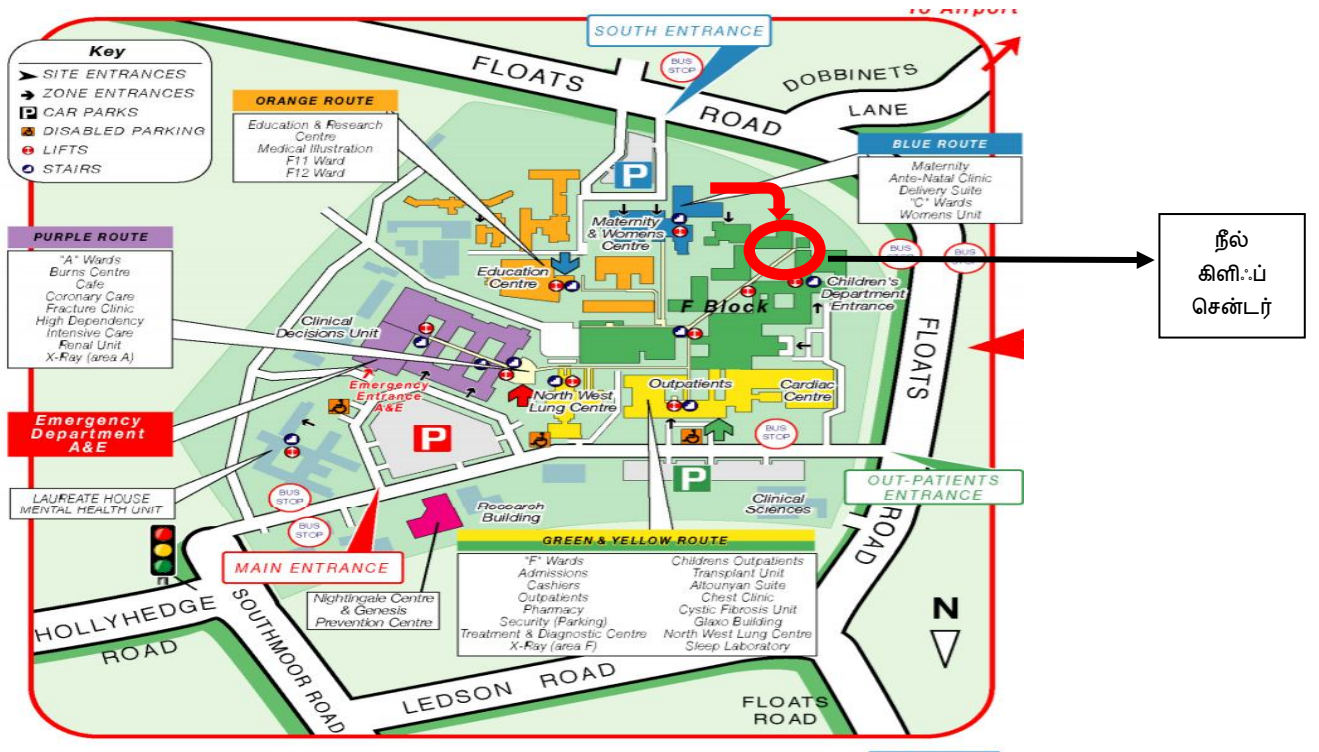 To Airport
SOUTH ENTRANCE
Key
SITE ENTRANCES
ZONE ENTRANCES
P CAR PARKS
DISABLED PARKING
LIFTS
STAIRS
BUS
STOP
FLOATS
ROAD
DOBBINETS
LANE
ORANGE ROUTE
Education & Research
Centre
Medical Illustration
F11 Ward
F12 Ward
BLUE ROUTE
Maternity
Ante-Natal Clinic
Delivery Suite
"C" Wards
Womens Unit
P
PURPLE ROUTE
"A" Wards
Burns Centre
Cafe
Coronary Care
Fracture Clinic
High Dependency
Intensive Care
Renal Unit
X-Ray (area A)
Maternity
& Womens
Centre
Education
Centre
BUS
STOP
BUS
STOP
நீல்
கிளிஃப்
சென்டர்
Children's
Department
Entrance
F Block
Clinical
Decisions Unit
FLOATS
ROAD
Emergency
Entrance
A&E
North West
Lung Centre
Outpatients
Cardiac
Centre
Emergency
Department
A&E
P
BUS
STOP
P
OUT-PATIENTS
ENTRANCE
LAUREATE HOUSE
MENTAL HEALTH UNIT
BUS
STOP
BUS
STOP
Research
Building
Clinical
Sciences
MAIN ENTRANCE
GREEN & YELLOW ROUTE
"F" Wards
Admissions
Cashiers
Outpatients
Pharmacy
Security (Parking)
Treatment & Diagnostic Centre
X-Ray (area F)
Childrens Outpatients
Transplant Unit
Altounyan Suite
Chest Clinic
Cystic Fibrosis Unit
Glaxo Building
North West Lung Centre
Sleep Laboratory
Nightingale Centre
& Genesis
Prevention Centre
N
HOLLYHEDGE
ROAD
SOUTHMOOR ROAD
LEDSON ROAD
FLOATS
ROAD